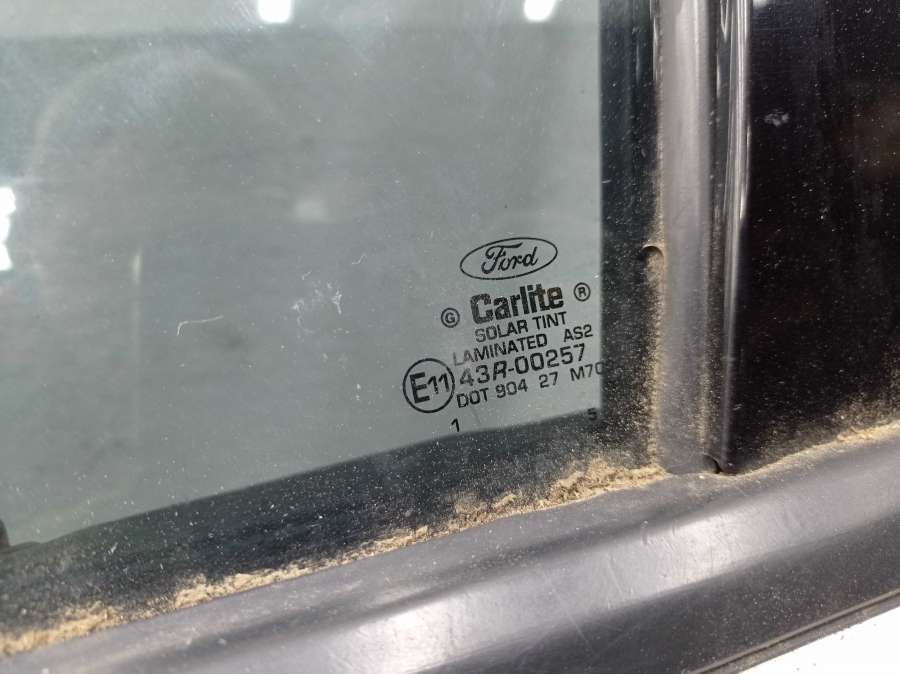 Ford
G Carlite ®
SOLAR TINT
LAMINATED AS2
E11 43R-00257
DOT 904 27 M70
1 5